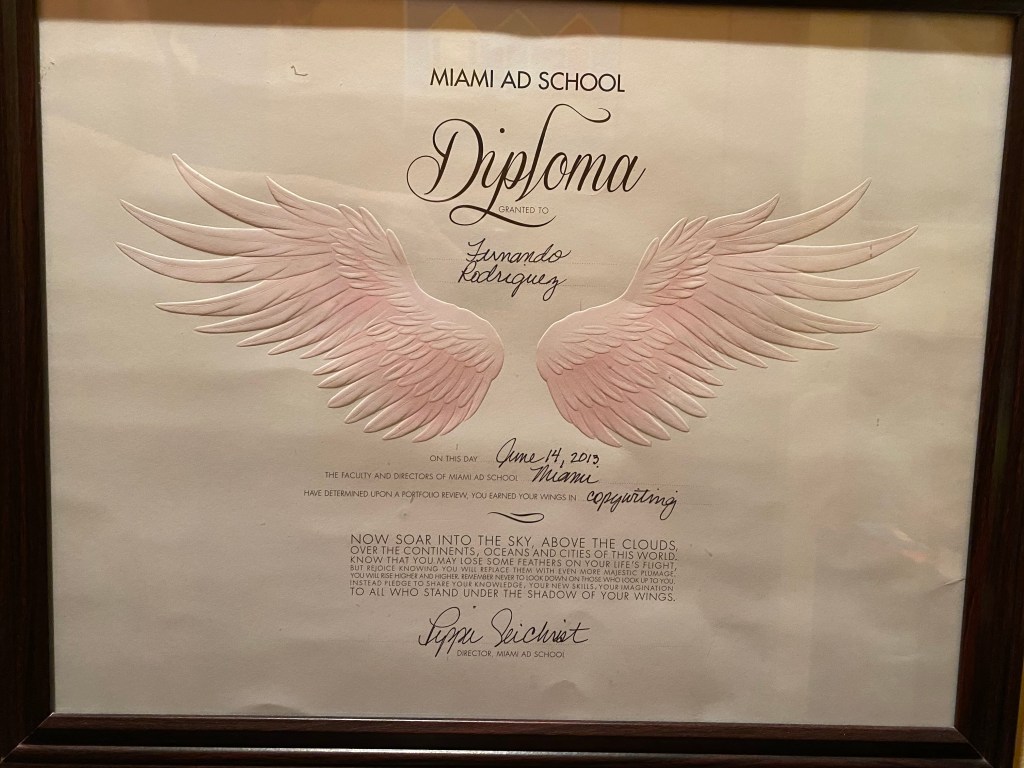 MIAMI AD SCHOOL
Diploma
GRANTED TO
Fernando
Rodriguez
ON THIS DAY June 14, 2013
THE FACULTY AND DIRECTORS OF MIAMI AD SCHOOL Miami
HAVE DETERMINED UPON A PORTFOLIO REVIEW, YOU EARNED YOUR WINGS IN copywriting
NOW SOAR INTO THE SKY, ABOVE THE CLOUDS,
OVER THE CONTINENTS, OCEANS AND CITIES OF THIS WORLD.
KNOW THAT YOU MAY LOSE SOME FEATHERS ON YOUR LIFE'S FLIGHT,
BUT REJOICE KNOWING YOU WILL REPLACE THEM WITH EVEN MORE MAJESTIC PLUMAGE.
YOU WILL RISE HIGHER AND HIGHER. REMEMBER NEVER TO LOOK DOWN ON THOSE WHO LOOK UP TO YOU.
INSTEAD PLEDGE TO SHARE YOUR KNOWLEDGE, YOUR NEW SKILLS, YOUR IMAGINATION
TO ALL WHO STAND UNDER THE SHADOW OF YOUR WINGS.
Pippa Seichrist
DIRECTOR, MIAMI AD SCHOOL